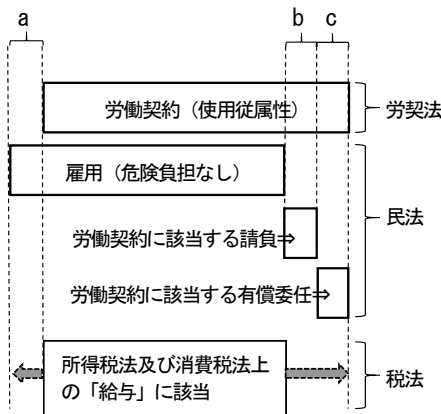 a
b
c
労働契約（使用従属性）
労契法
雇用（危険負担なし）
民法
労働契約に該当する請負⇒
労働契約に該当する有償委任⇒
所得税法及び消費税法上
の「給与」に該当
税法